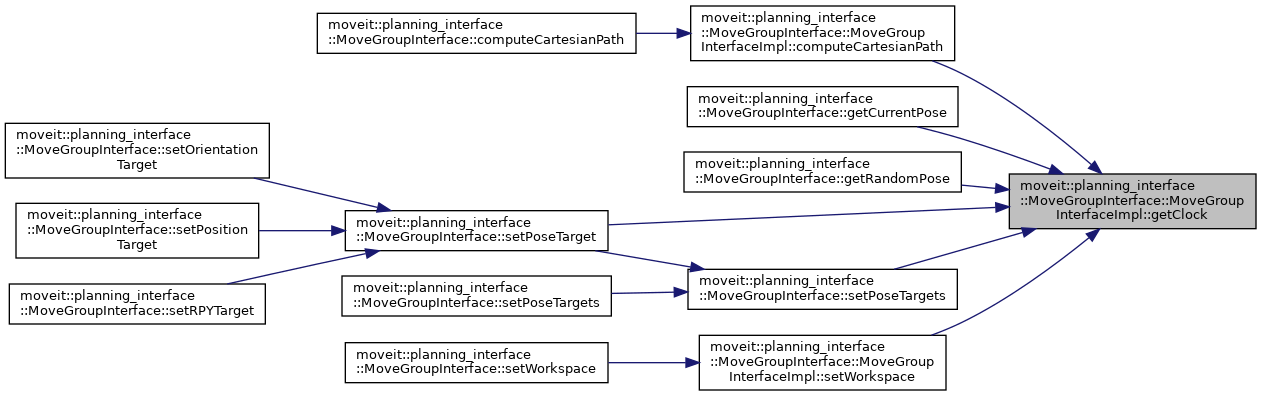 moveit::planning_interface
::MoveGroupInterface::computeCartesianPath
moveit::planning_interface
::MoveGroupInterface::MoveGroup
InterfaceImpl::computeCartesianPath
moveit::planning_interface
::MoveGroupInterface::getCurrentPose
moveit::planning_interface
::MoveGroupInterface::setOrientation
Target
moveit::planning_interface
::MoveGroupInterface::getRandomPose
moveit::planning_interface
::MoveGroupInterface::MoveGroup
InterfaceImpl::getClock
moveit::planning_interface
::MoveGroupInterface::setPosition
Target
moveit::planning_interface
::MoveGroupInterface::setPoseTarget
moveit::planning_interface
::MoveGroupInterface::setRPYTarget
moveit::planning_interface
::MoveGroupInterface::setPoseTargets
moveit::planning_interface
::MoveGroupInterface::setPoseTargets
moveit::planning_interface
::MoveGroupInterface::setWorkspace
moveit::planning_interface
::MoveGroupInterface::MoveGroup
InterfaceImpl::setWorkspace